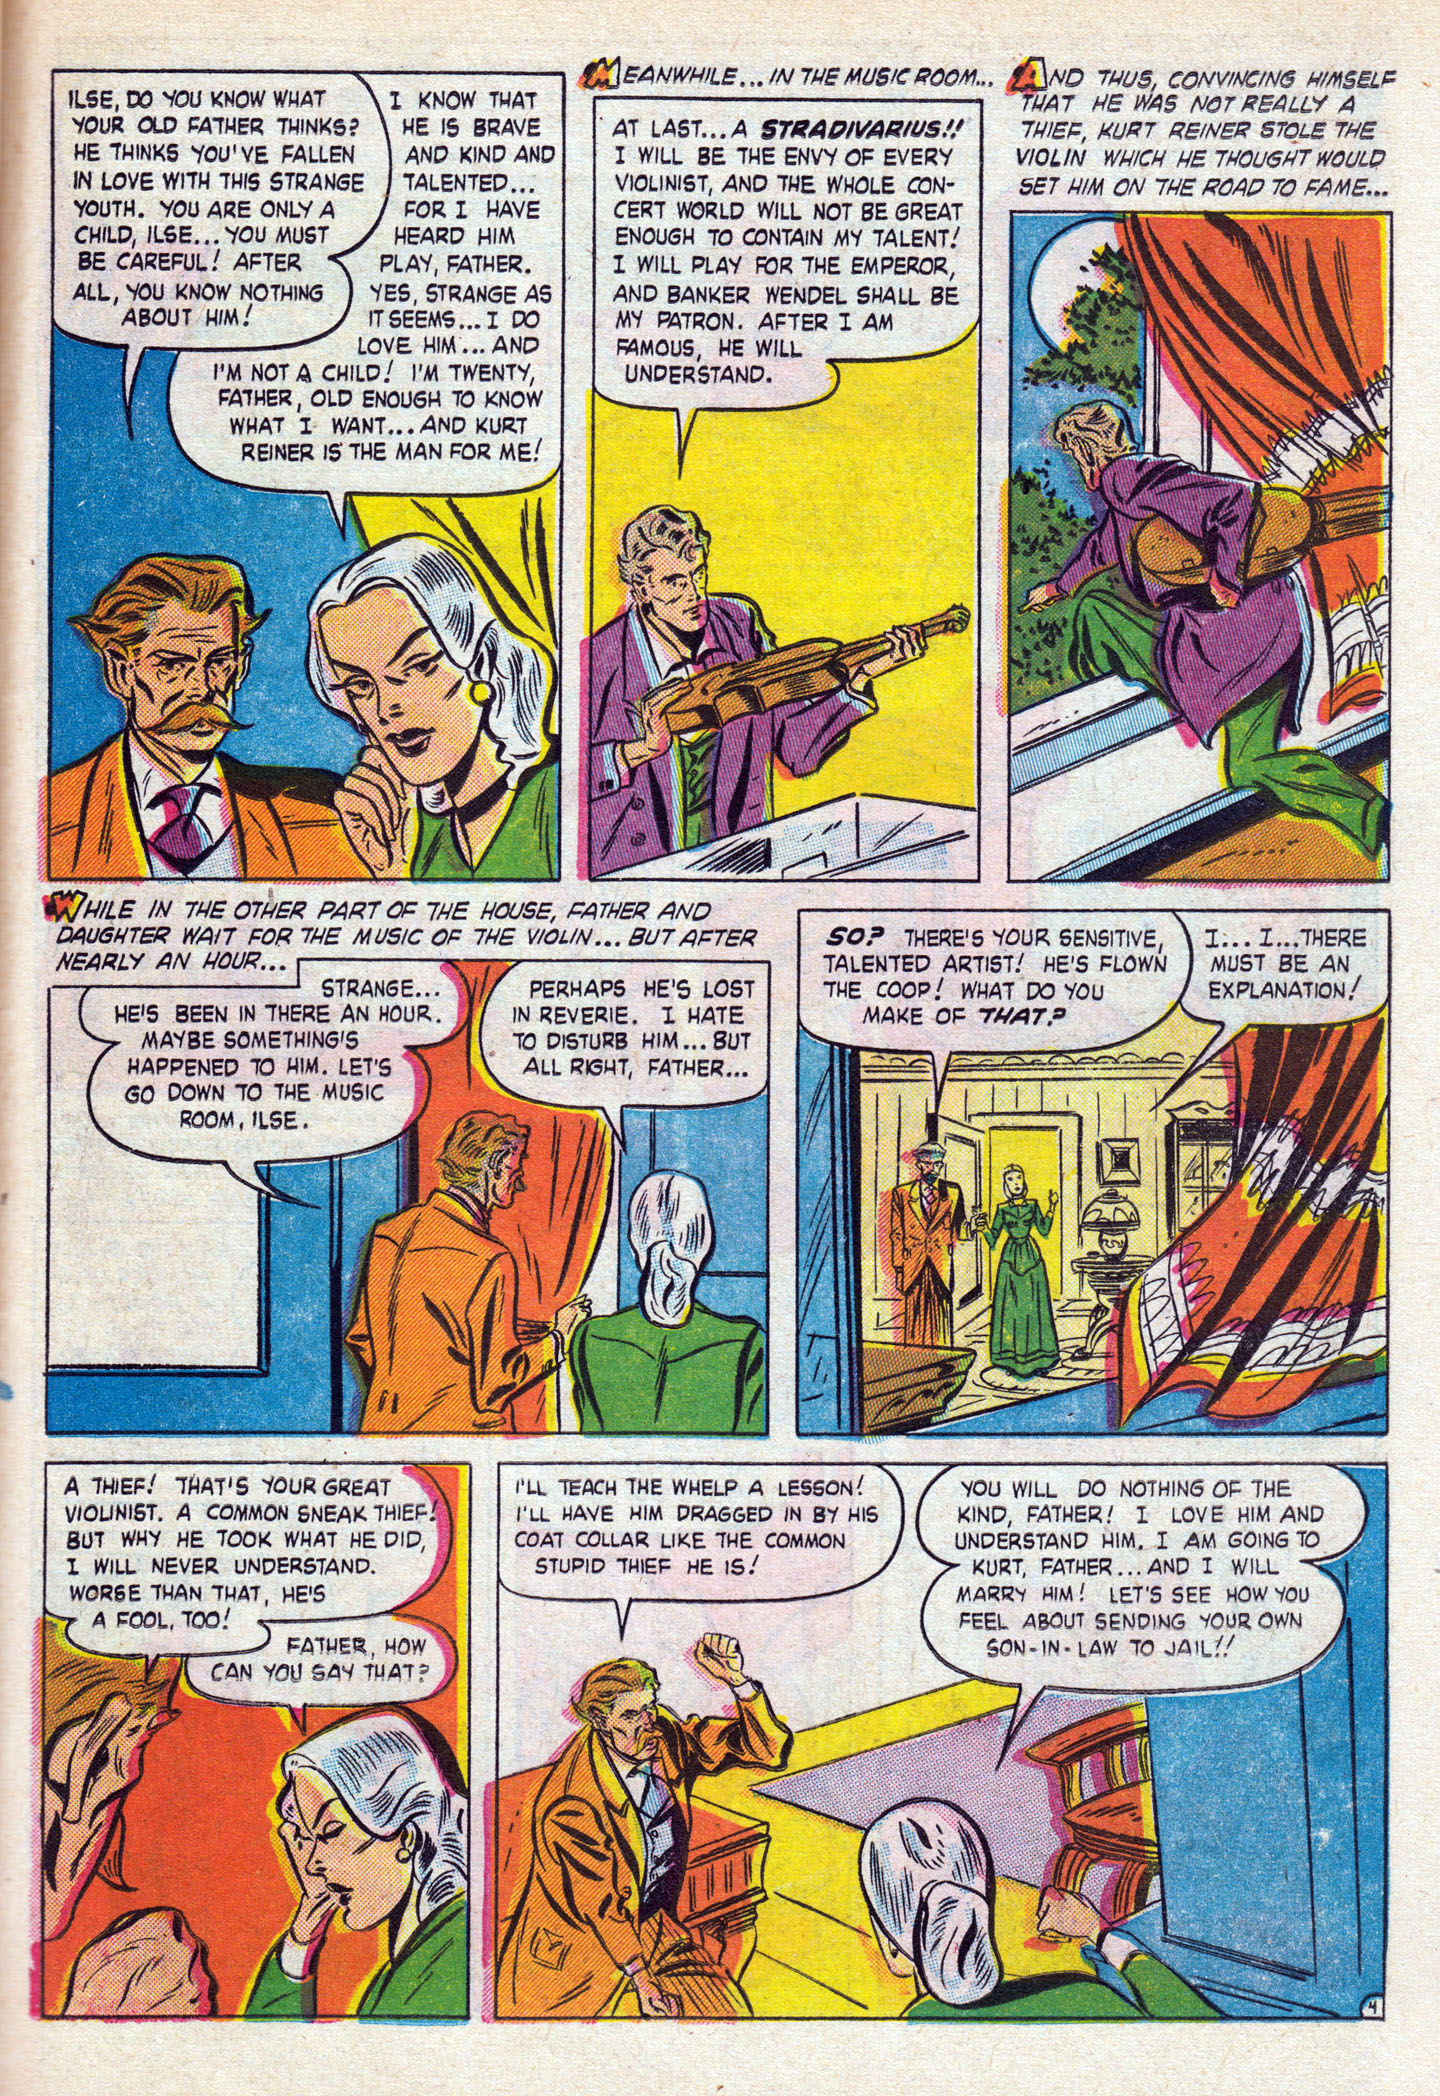 ILSE, DO YOU KNOW WHAT
YOUR OLD FATHER THINKS?
HE THINKS YOU'VE FALLEN
IN LOVE WITH THIS STRANGE
YOUTH. YOU ARE ONLY A
CHILD, ILSE... YOU MUST
BE CAREFUL! AFTER
ALL, YOU KNOW NOTHING
ABOUT HIM!
I KNOW THAT
HE IS BRAVE
AND KIND AND
TALENTED...
FOR I HAVE
HEARD HIM
PLAY, FATHER.
YES, STRANGE AS
IT SEEMS... I DO
LOVE HIM... AND
I'M NOT A CHILD! I'M TWENTY,
FATHER, OLD ENOUGH TO KNOW
WHAT I WANT... AND KURT
REINER IS THE MAN FOR ME!
MEANWHILE... IN THE MUSIC ROOM...
AT LAST... A STRADIVARIUS!!
I WILL BE THE ENVY OF EVERY
VIOLINIST, AND THE WHOLE CON-
CERT WORLD WILL NOT BE GREAT
ENOUGH TO CONTAIN MY TALENT!
I WILL PLAY FOR THE EMPEROR,
AND BANKER WENDEL SHALL BE
MY PATRON. AFTER I AM
FAMOUS, HE WILL
UNDERSTAND.
AND THUS, CONVINCING HIMSELF
THAT HE WAS NOT REALLY A
THIEF, KURT REINER STOLE THE
VIOLIN WHICH HE THOUGHT WOULD
SET HIM ON THE ROAD TO FAME...
WHILE IN THE OTHER PART OF THE HOUSE, FATHER AND
DAUGHTER WAIT FOR THE MUSIC OF THE VIOLIN... BUT AFTER
NEARLY AN HOUR...
STRANGE...
HE'S BEEN IN THERE AN HOUR.
MAYBE SOMETHING'S
HAPPENED TO HIM. LET'S
GO DOWN TO THE MUSIC
ROOM, ILSE.
PERHAPS HE'S LOST
IN REVERIE. I HATE
TO DISTURB HIM... BUT
ALL RIGHT, FATHER...
SO? THERE'S YOUR SENSITIVE,
TALENTED ARTIST! HE'S FLOWN
THE COOP! WHAT DO YOU
MAKE OF THAT?
I... I... THERE
MUST BE AN
EXPLANATION!
A THIEF! THAT'S YOUR GREAT
VIOLINIST. A COMMON SNEAK THIEF!
BUT WHY HE TOOK WHAT HE DID,
I WILL NEVER UNDERSTAND.
WORSE THAN THAT, HE'S
A FOOL, TOO!
FATHER, HOW
CAN YOU SAY THAT?
I'LL TEACH THE WHELP A LESSON!
I'LL HAVE HIM DRAGGED IN BY HIS
COAT COLLAR LIKE THE COMMON
STUPID THIEF HE IS!
YOU WILL DO NOTHING OF THE
KIND, FATHER! I LOVE HIM AND
UNDERSTAND HIM. I AM GOING TO
KURT, FATHER... AND I WILL
MARRY HIM! LET'S SEE HOW YOU
FEEL ABOUT SENDING YOUR OWN
SON-IN-LAW TO JAIL!!
4